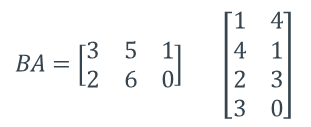 BA = [3 5 1] [1 4]
[2 6 0] [4 1]
[2 3]
[3 0]